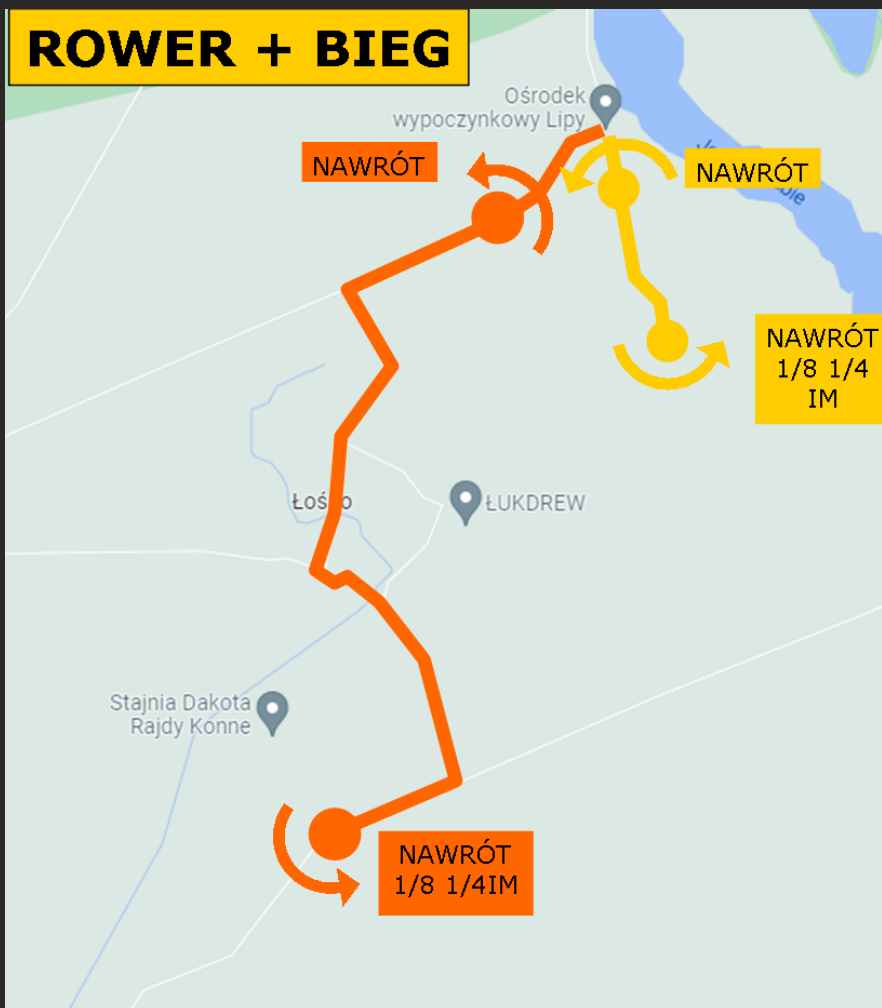 ROWER + BIEG
Ośrodek
wypoczynkowy Lipy
NAWRÓT
NAWRÓT
NAWRÓT
1/8 1/4
IM
ŁUKDREW
Stajnia Dakota
Rajdy Konne
NAWRÓT
1/8 1/4IM